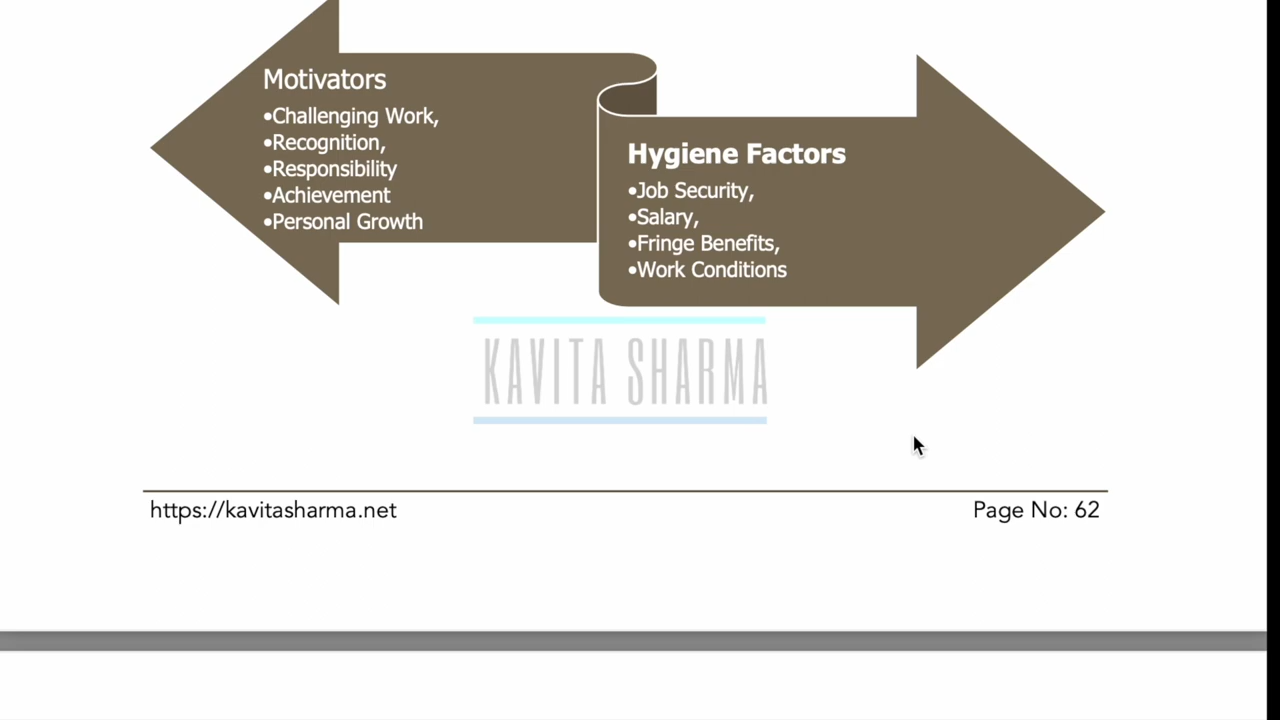 Motivators
•Challenging Work,
•Recognition,
•Responsibility
•Achievement
•Personal Growth
Hygiene Factors
•Job Security,
•Salary,
•Fringe Benefits,
•Work Conditions
KAVITA SHARMA
https://kavitasharma.net
Page No: 62